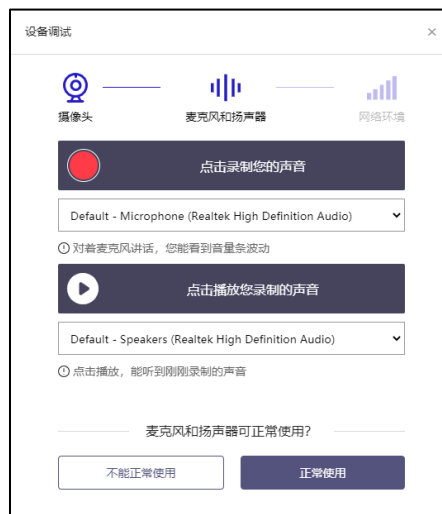 设备调试
摄像头 麦克风和扬声器 网络环境
点击录制您的声音
Default - Microphone (Realtek High Definition Audio)
对着麦克风讲话，您能看到音量条波动
点击播放您录制的声音
Default - Speakers (Realtek High Definition Audio)
点击播放，能听到刚刚录制的声音
麦克风和扬声器可正常使用?
不能正常使用 正常使用